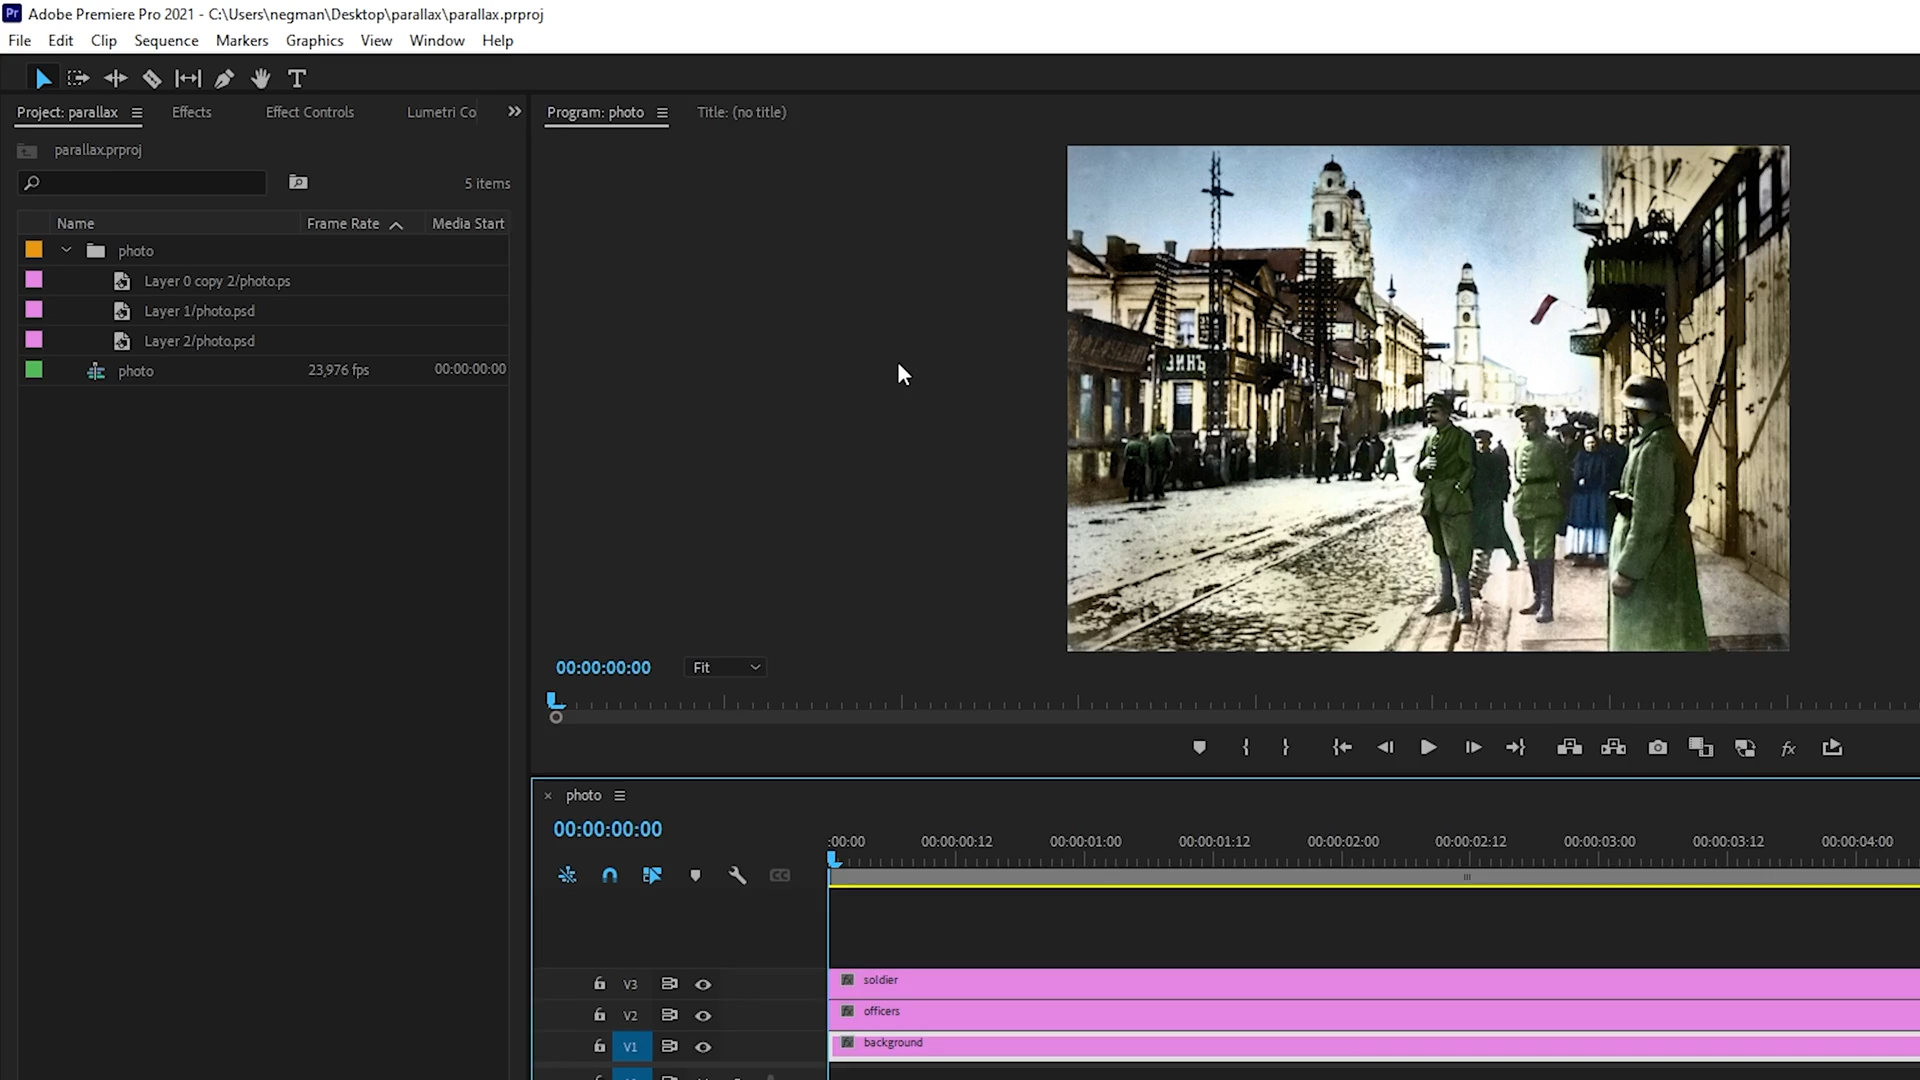 Pr Adobe Premiere Pro 2021 - C:\Users\negman\Desktop\parallax\parallax.prproj
File Edit Clip Sequence Markers Graphics View Window Help
Project: parallax Effects Effect Controls Lumetri Co
parallax.prproj
5 items
Name Frame Rate Media Start
photo
Layer 0 copy 2/photo.ps
Layer 1/photo.psd
Layer 2/photo.psd
photo 23,976 fps 00:00:00:00
Program: photo Title: (no title)
ЗИНЪ
00:00:00:00 Fit
photo
00:00:00:00
:00:00 00:00:00:12 00:00:01:00 00:00:01:12 00:00:02:00 00:00:02:12 00:00:03:00 00:00:03:12 00:00:04:00
CC
V3 soldier
V2 officers
V1 background